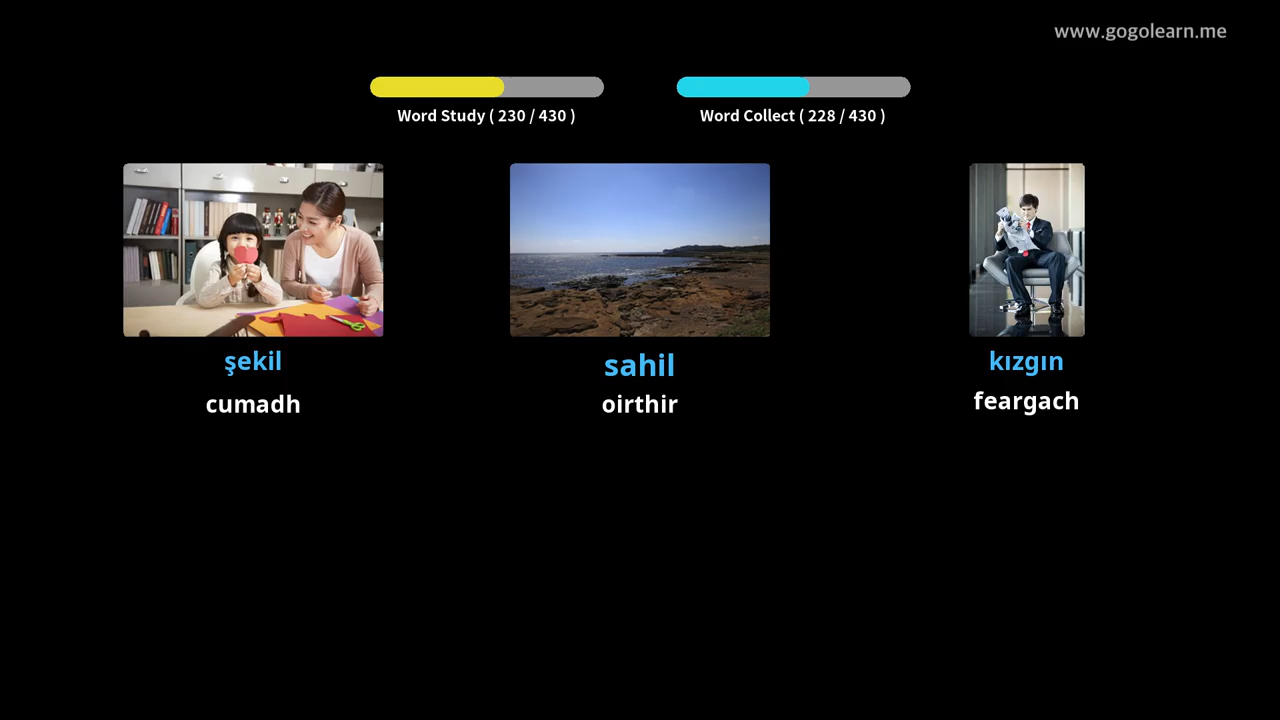 www.gogolearn.me
Word Study ( 230 / 430 )
Word Collect ( 228 / 430 )
şekil
cumadh
sahil
oirthir
kızgın
feargach